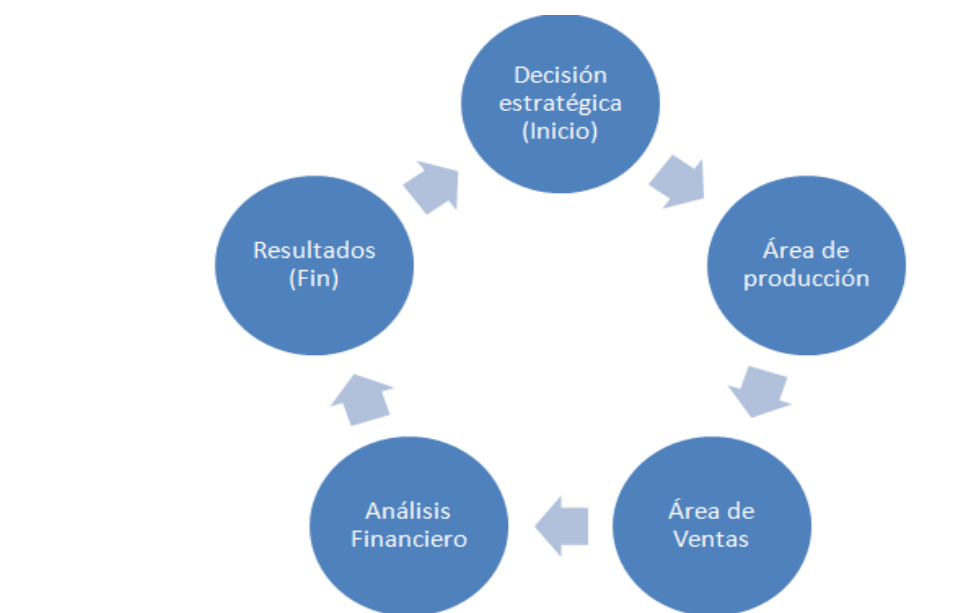 Decisión
estratégica
(Inicio)
Área de
producción
Área de
Ventas
Análisis
Financiero
Resultados
(Fin)